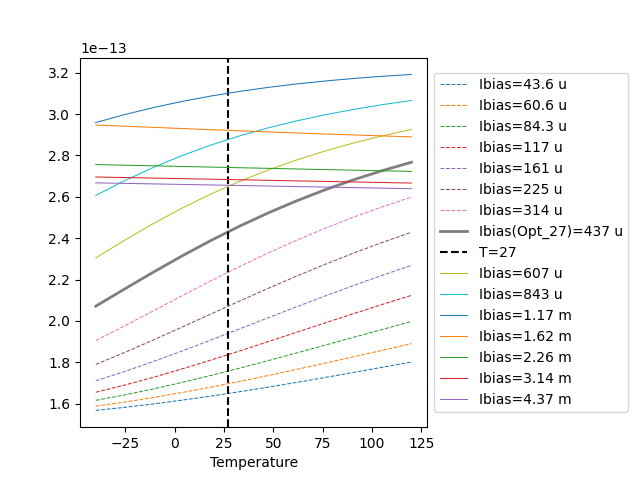 1e−13
3.2
3.0
2.8
2.6
2.4
2.2
2.0
1.8
1.6
−25
0
25
50
75
100
125
Temperature
Ibias=43.6 u
Ibias=60.6 u
Ibias=84.3 u
Ibias=117 u
Ibias=161 u
Ibias=225 u
Ibias=314 u
Ibias(Opt_27)=437 u
T=27
Ibias=607 u
Ibias=843 u
Ibias=1.17 m
Ibias=1.62 m
Ibias=2.26 m
Ibias=3.14 m
Ibias=4.37 m